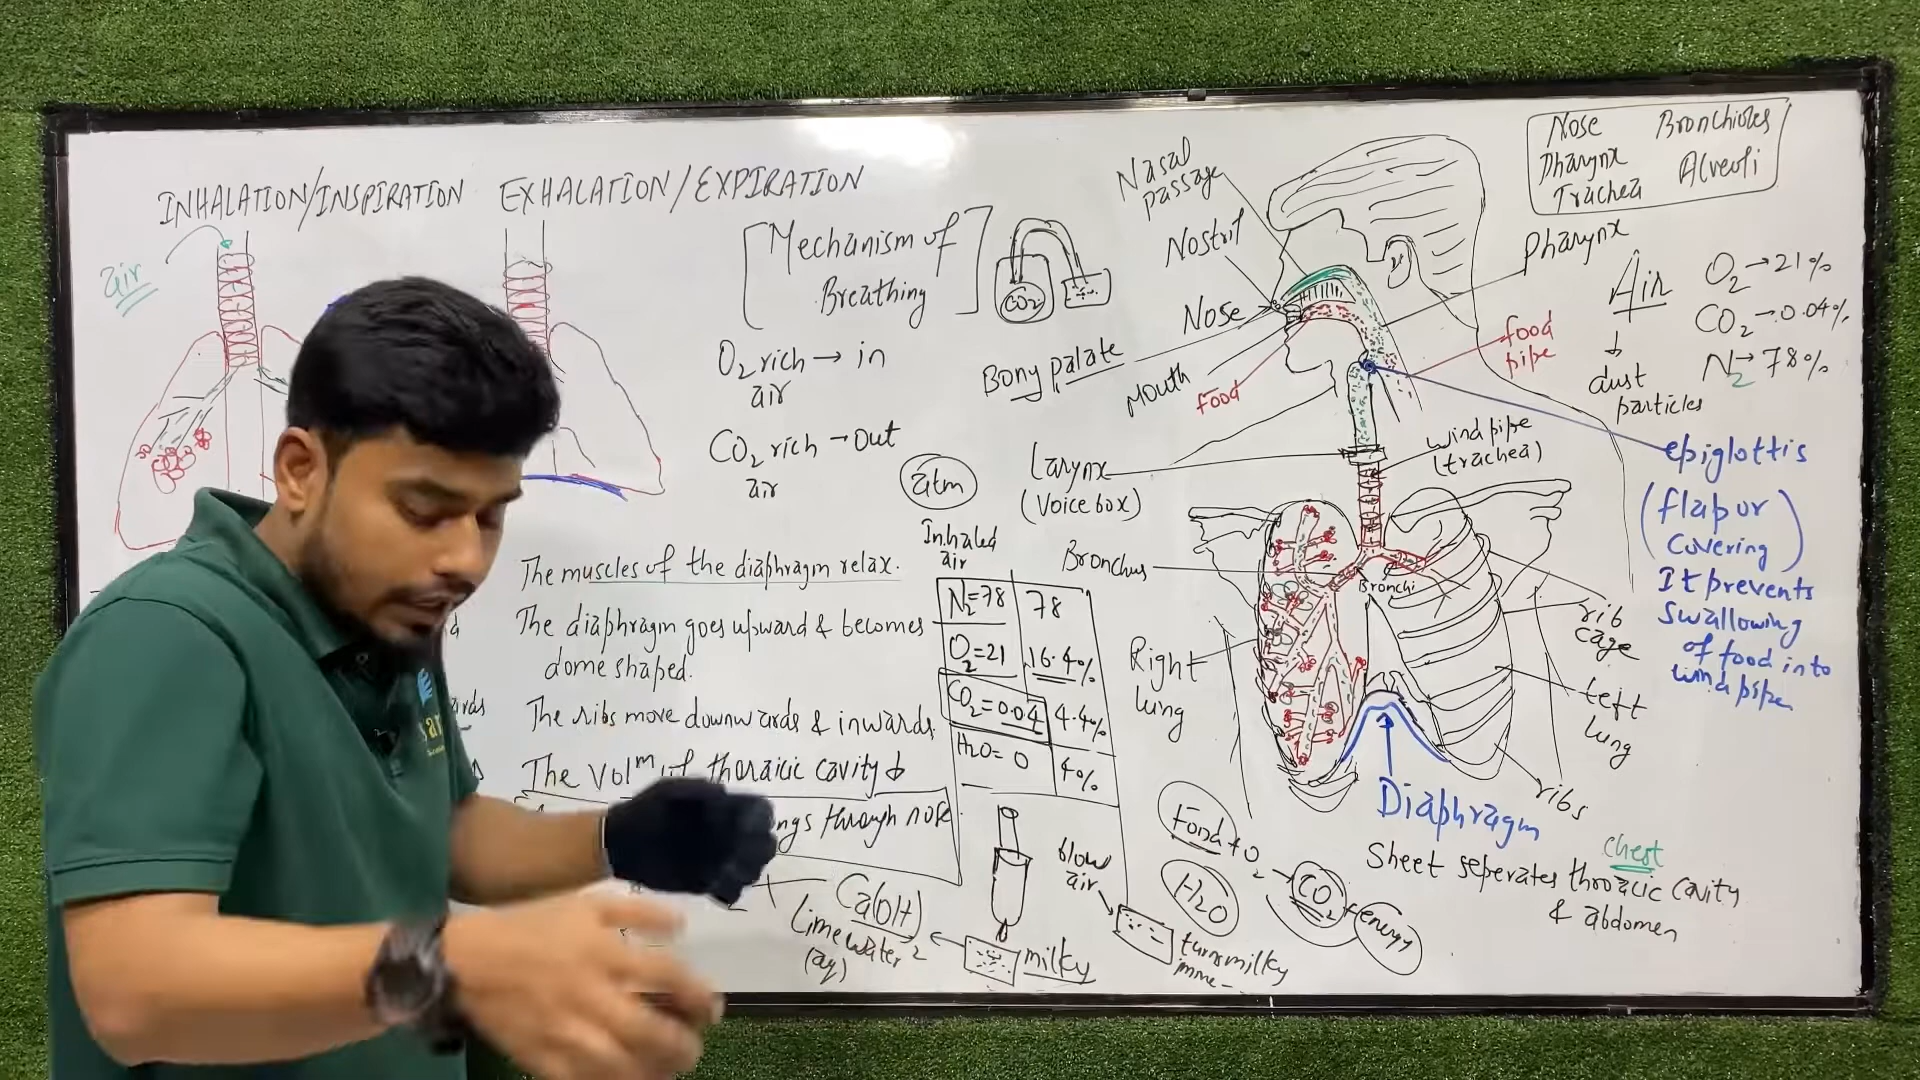 INHALATION/INSPIRATION EXHALATION/EXPIRATION
air
[Mechanism of
Breathing]
CO2
O2 rich → in
air
CO2 rich → out
air
atm
Inhaled
air
N2=78 78
O2=21 16.4%
CO2=0.04 4.4%
H2O= 0 4%
The muscles of the diaphragm relax.
The diaphragm goes upward & becomes
dome shaped.
The ribs move downwards & inwards.
The Volm of thoraicic cavity ↓
through nose
Ca(OH)2
Lime water
(aq)
milky
blow
air
turns milky
Nasal
passage
Nostril
Nose
Bony palate
Mouth
food
Larynx
(Voice box)
Bronchus
Right
lung
Nose Bronchioles
Pharynx Alveoli
Trachea
Pharynx
food
pipe
wind pipe
(trachea)
Bronchi
rib
cage
left
lung
ribs
Air
↓
dust
particles
O2 → 21%
CO2 → 0.04%
N2 → 78%
epiglottis
(flap or
covering)
It prevents
swallowing
of food into
wind pipe
Diaphragm
chest
Sheet seperates throacic cavity
& abdomen
Food + O2 → CO2 + energy
H2O